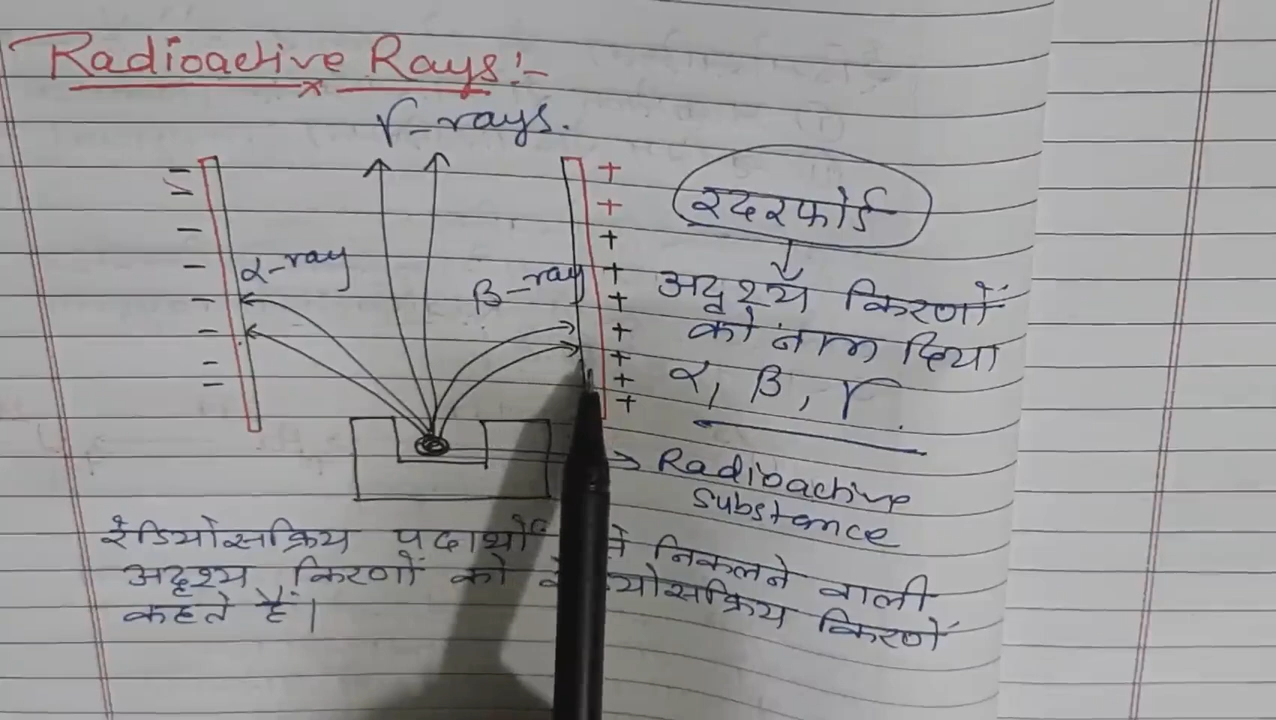 Radioactive Rays:-
γ-rays.
α-ray
β-ray
रदरफोर्ड
अदृश्य किरणों
को नाम दिया
α, β, γ
Radioactive
Substance
रेडियोसक्रिय पदार्थों से निकलने वाली
अदृश्य किरणों को रेडियोसक्रिय किरणें
कहते हैं।